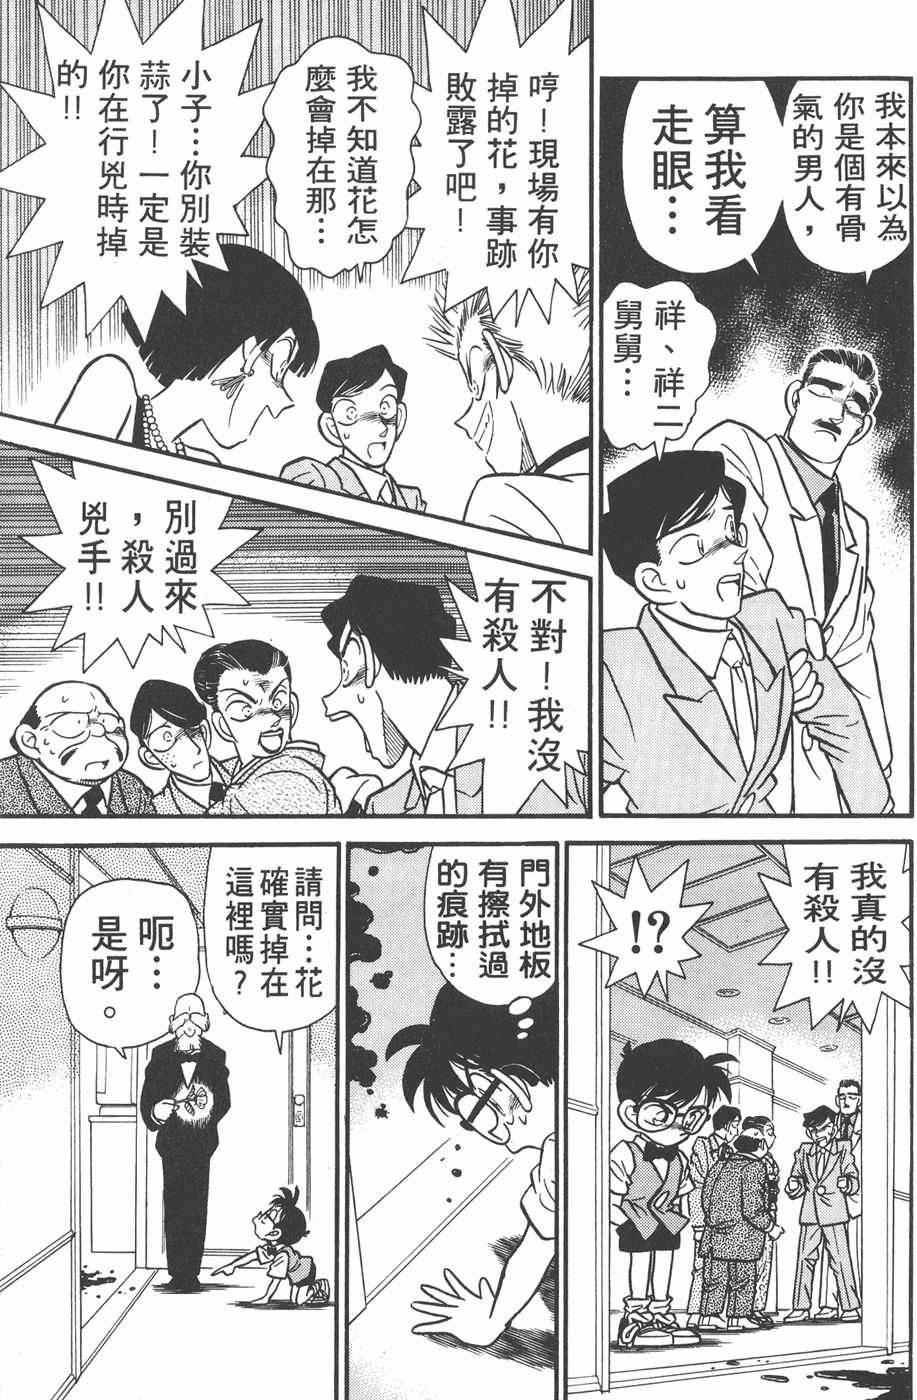 我本來以為
你是個有骨
氣的男人，
算我看
走眼…
祥、祥二
舅舅…
哼！現場有你
掉的花，事跡
敗露了吧！
我不知道花怎
麼會掉在那…
小子…你別裝
蒜了！一定是
你在行兇時掉
的!!
不對！我沒
有殺人!!
別過來
，殺人
兇手!!
我真的沒
有殺人!!
!?
門外地板
有擦拭過
的痕跡…
請問…花
確實掉在
這裡嗎？
呃…
是呀。